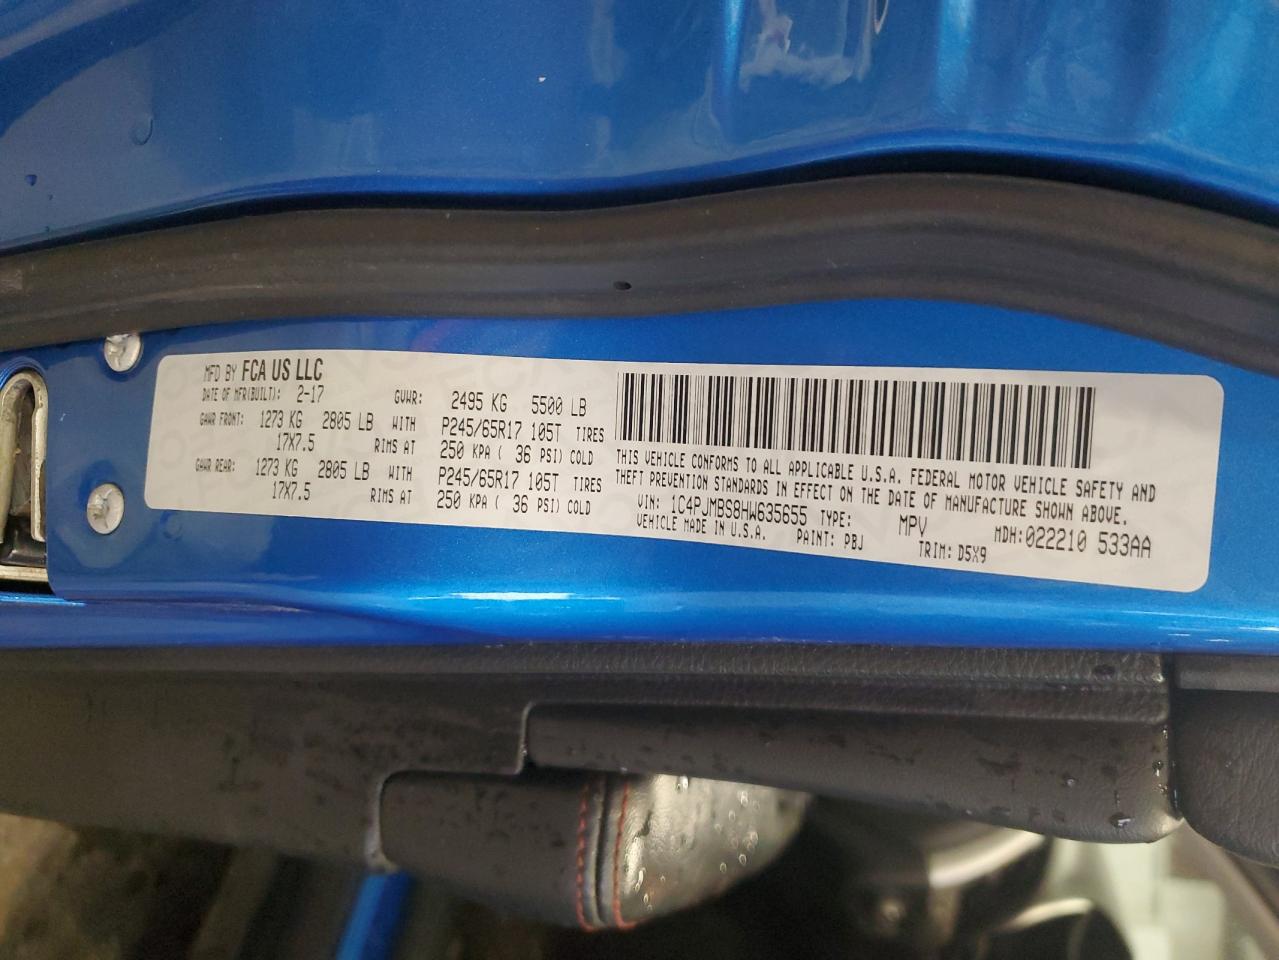 MFD BY FCA US LLC
DATE OF MFR(BUILT): 2-17 GVWR: 2495 KG 5500 LB
GAWR FRONT: 1273 KG 2805 LB WITH P245/65R17 105T TIRES
17X7.5 RIMS AT 250 KPA ( 36 PSI) COLD
GAWR REAR: 1273 KG 2805 LB WITH P245/65R17 105T TIRES
17X7.5 RIMS AT 250 KPA ( 36 PSI) COLD
THIS VEHICLE CONFORMS TO ALL APPLICABLE U.S.A. FEDERAL MOTOR VEHICLE SAFETY AND
THEFT PREVENTION STANDARDS IN EFFECT ON THE DATE OF MANUFACTURE SHOWN ABOVE.
VIN: 1C4PJMBS8HW635655 TYPE: MPV MDH: 022210 533AA
VEHICLE MADE IN U.S.A. PAINT: PBJ TRIM: D5X9